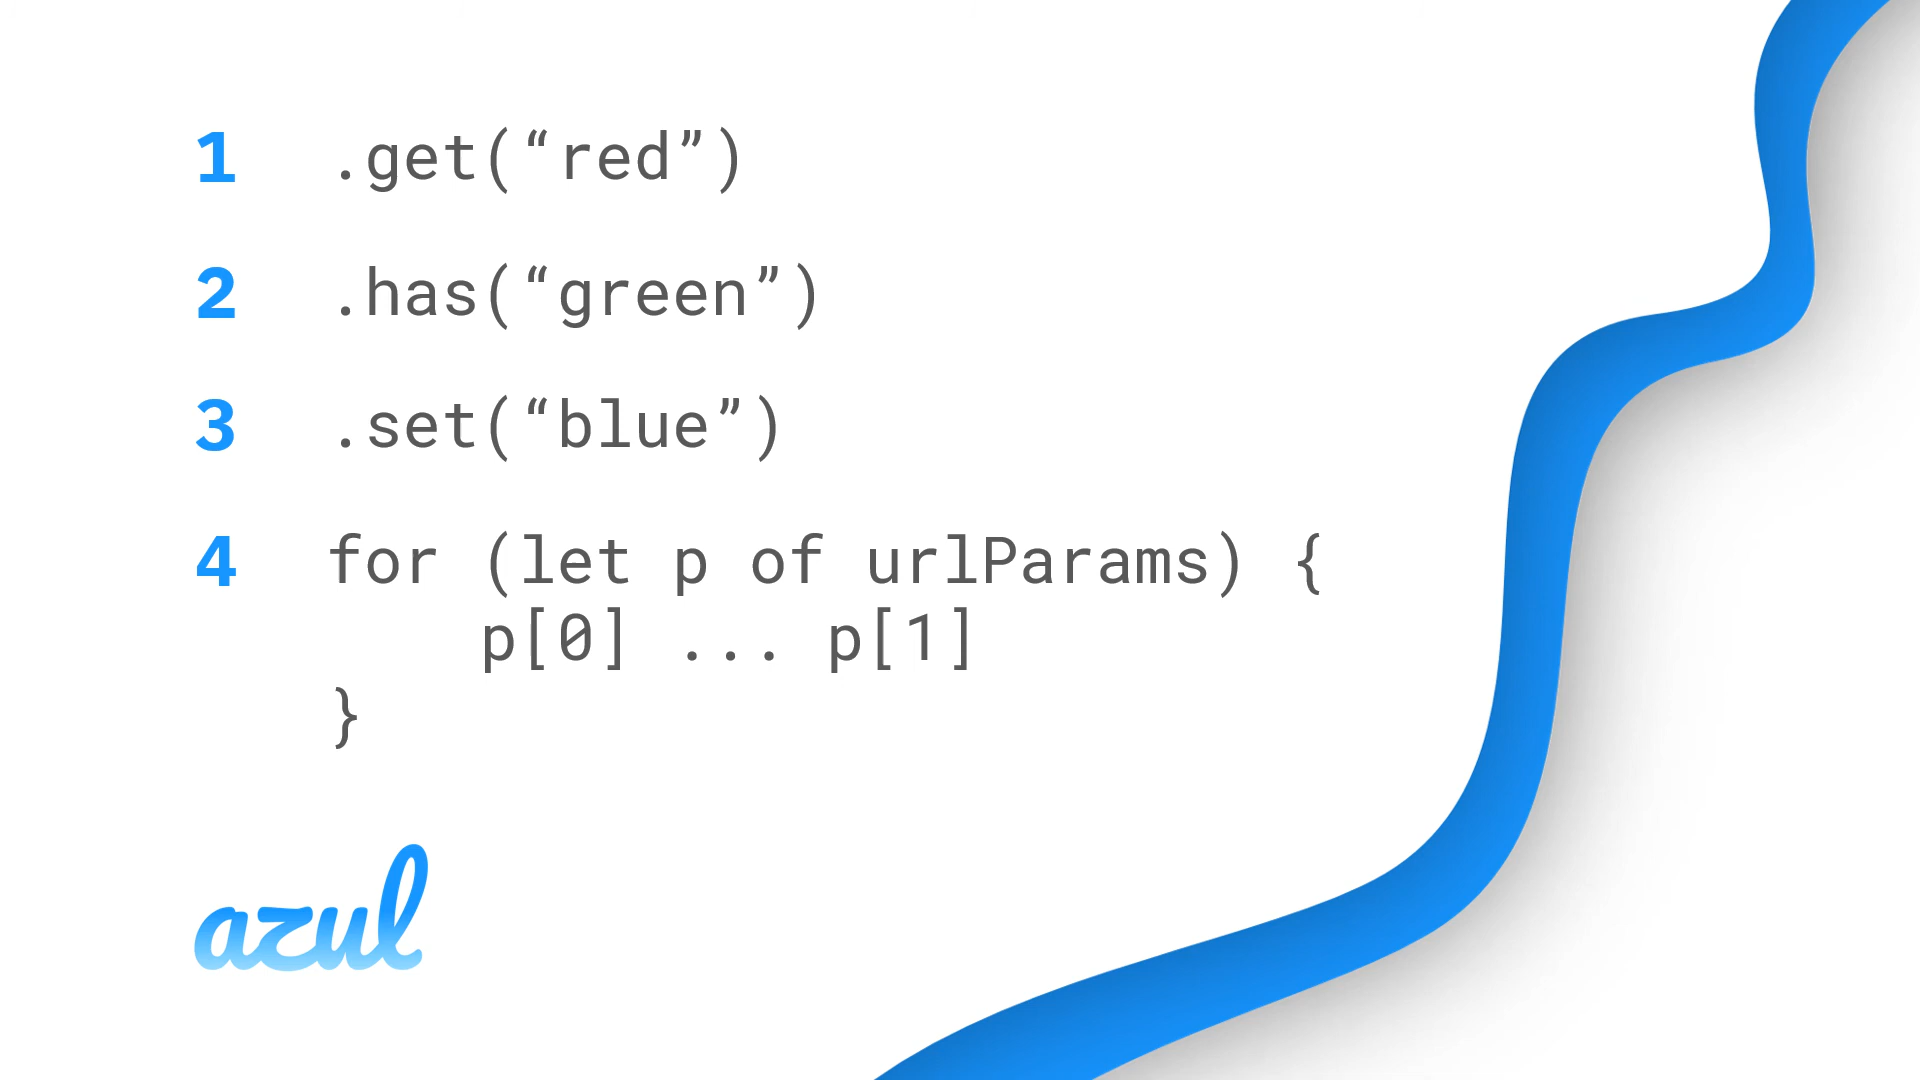 1 .get(“red”)
2 .has(“green”)
3 .set(“blue”)
4 for (let p of urlParams) {
p[0] ... p[1]
}
azul